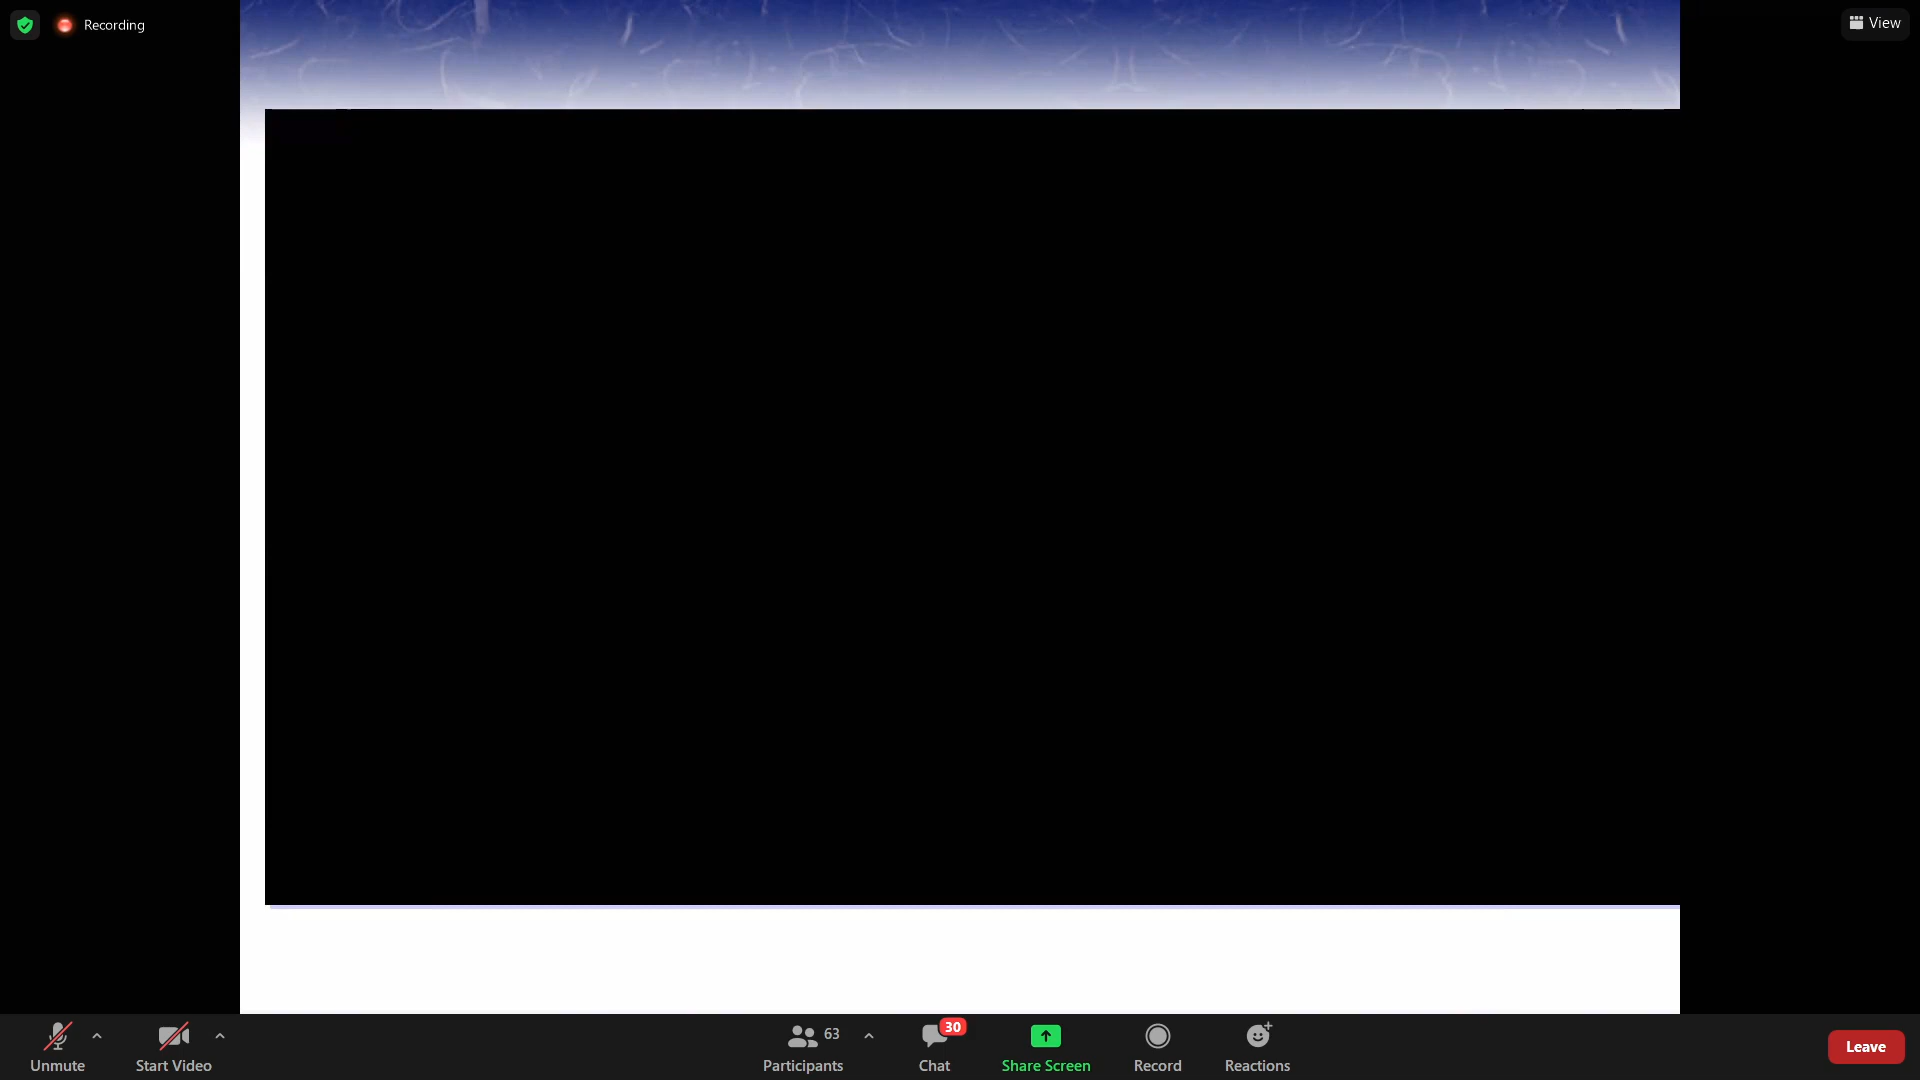 Recording
View
63
30
Unmute
Start Video
Participants
Chat
Share Screen
Record
Reactions
Leave